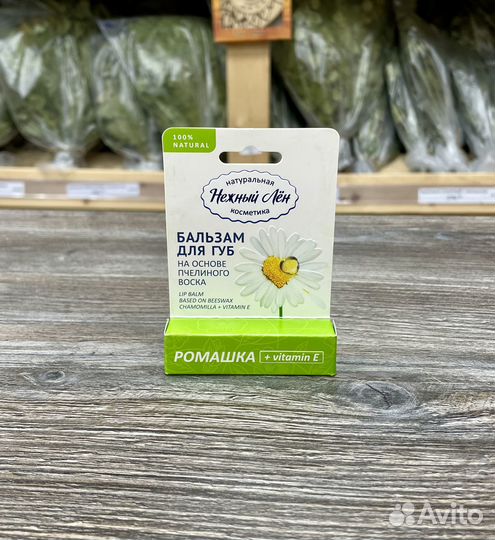 100%
NATURAL
натуральная
Нежный Лён
косметика
БАЛЬЗАМ
ДЛЯ ГУБ
НА ОСНОВЕ
ПЧЕЛИНОГО
ВОСКА
LIP BALM
BASED ON BEESWAX
CHAMOMILLA + VITAMIN E
РОМАШКА + vitamin E
Avito